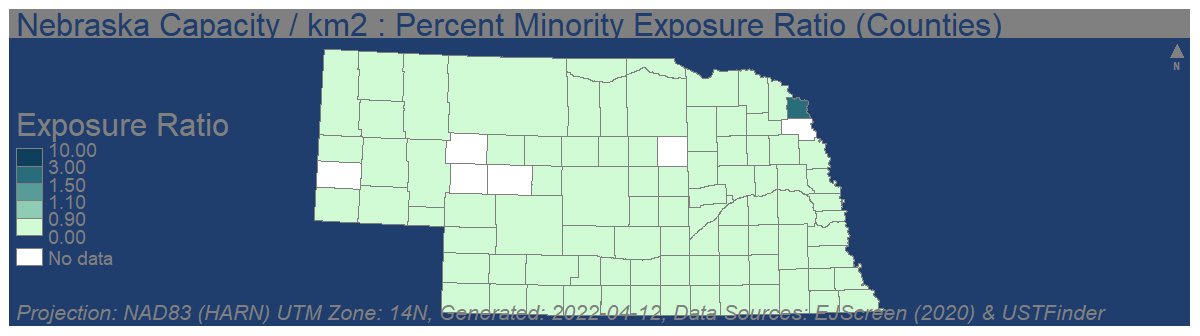 Nebraska Capacity / km2 : Percent Minority Exposure Ratio (Counties)
N
Exposure Ratio
10.00
3.00
1.50
1.10
0.90
0.00
No data
Projection: NAD83 (HARN) UTM Zone: 14N, Generated: 2022-04-12, Data Sources: EJScreen (2020) & USTFinder